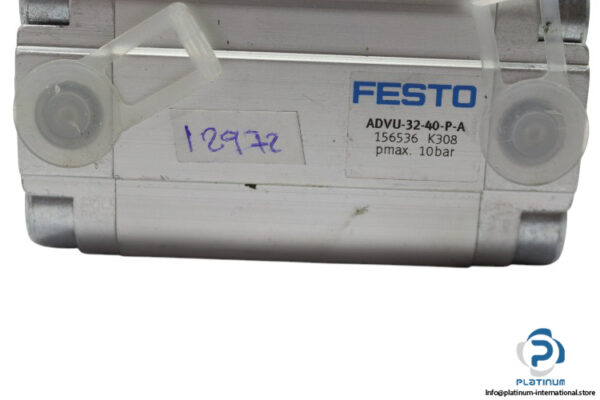 FESTO
ADVU-32-40-P-A
156536 K308
pmax. 10bar
12972
PLATINUM
Info@platinum-international.store